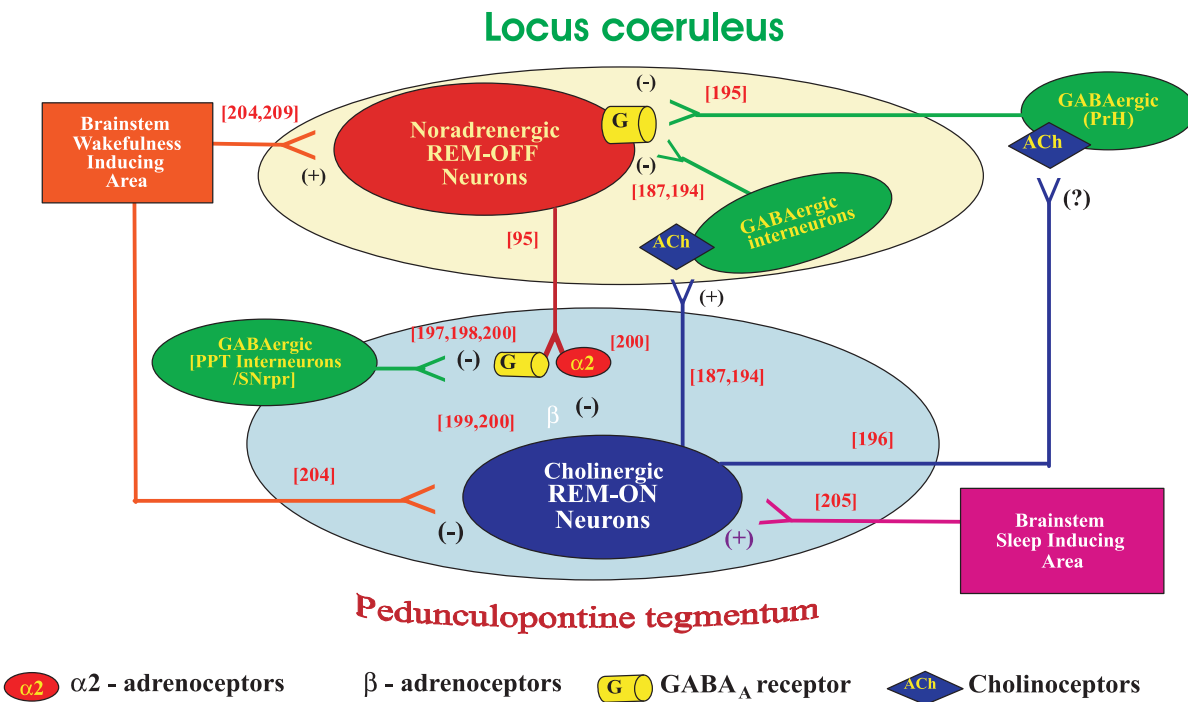 Locus coeruleus
[204,209]
Brainstem
Wakefulness
Inducing
Area
(+)
Noradrenergic
REM-OFF
Neurons
G
(-)
(-)
[195]
GABAergic
(PrH)
ACh
(?)
[187,194]
GABAergic
interneurons
ACh
(+)
[95]
GABAergic
[PPT Interneurons
/SNrpr]
[197,198,200]
(-)
G
α2
[200]
(-)
[187,194]
[199,200]
β
[196]
[204]
(-)
Cholinergic
REM-ON
Neurons
[205]
(+)
Brainstem
Sleep Inducing
Area
Pedunculopontine tegmentum
α2 α2 - adrenoceptors β - adrenoceptors G GABA A receptor ACh Cholinoceptors